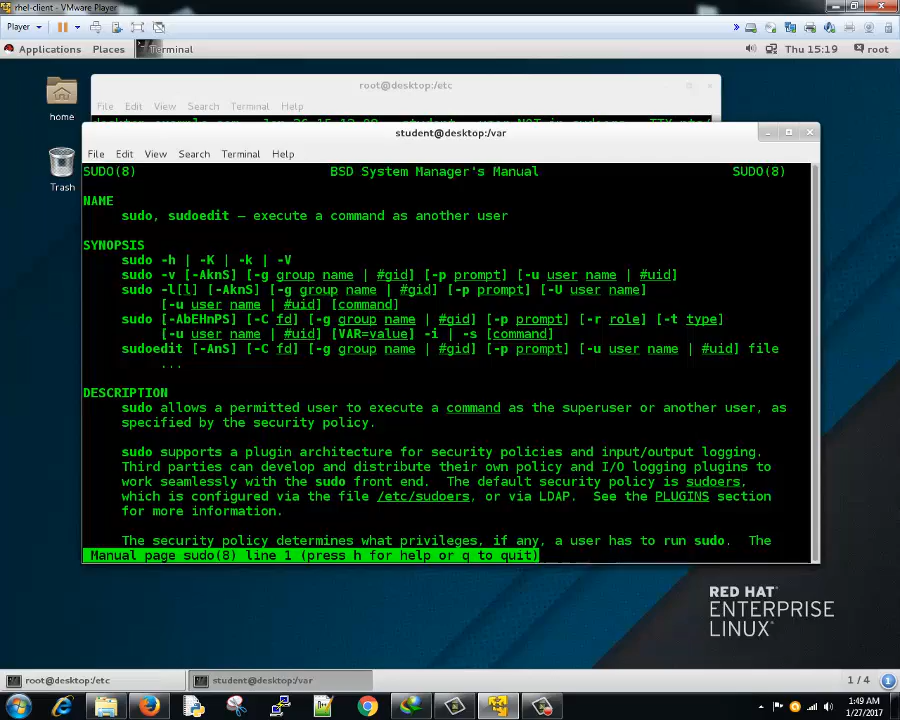 rhel-client - VMware Player
Player
Applications Places Terminal Thu 15:19 root
home
Trash
root@desktop:/etc
File Edit View Search Terminal Help
student@desktop:/var
File Edit View Search Terminal Help
SUDO(8) BSD System Manager's Manual SUDO(8)
NAME
sudo, sudoedit — execute a command as another user
SYNOPSIS
sudo -h | -K | -k | -V
sudo -v [-AknS] [-g group name | #gid] [-p prompt] [-u user name | #uid]
sudo -l[l] [-AknS] [-g group name | #gid] [-p prompt] [-U user name]
[-u user name | #uid] [command]
sudo [-AbEHnPS] [-C fd] [-g group name | #gid] [-p prompt] [-r role] [-t type]
[-u user name | #uid] [VAR=value] -i | -s [command]
sudoedit [-AnS] [-C fd] [-g group name | #gid] [-p prompt] [-u user name | #uid] file
...
DESCRIPTION
sudo allows a permitted user to execute a command as the superuser or another user, as
specified by the security policy.
sudo supports a plugin architecture for security policies and input/output logging.
Third parties can develop and distribute their own policy and I/O logging plugins to
work seamlessly with the sudo front end. The default security policy is sudoers,
which is configured via the file /etc/sudoers, or via LDAP. See the PLUGINS section
for more information.
The security policy determines what privileges, if any, a user has to run sudo. The
Manual page sudo(8) line 1 (press h for help or q to quit)
RED HAT
ENTERPRISE
LINUX
root@desktop:/etc student@desktop:/var 1 / 4 1
1:49 AM
1/27/2017